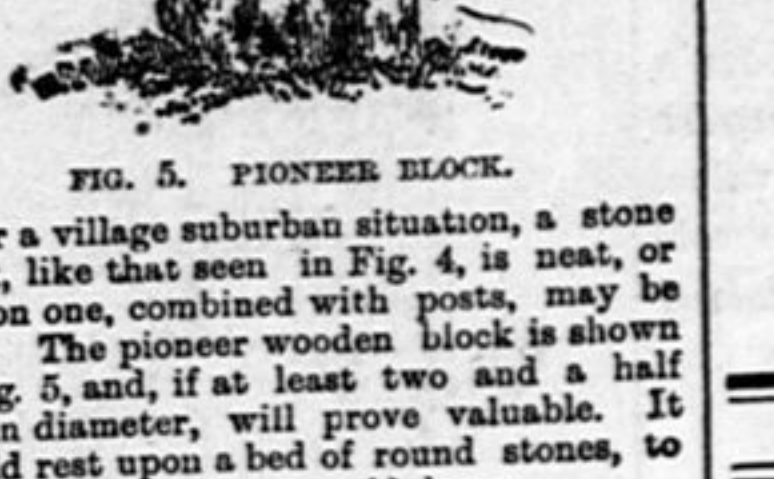 FIG. 5. PIONEER BLOCK.
a village suburban situation, a stone
, like that seen in Fig. 4, is neat, or
on one, combined with posts, may be
The pioneer wooden block is shown
g. 5, and, if at least two and a half
n diameter, will prove valuable. It
d rest upon a bed of round stones, to